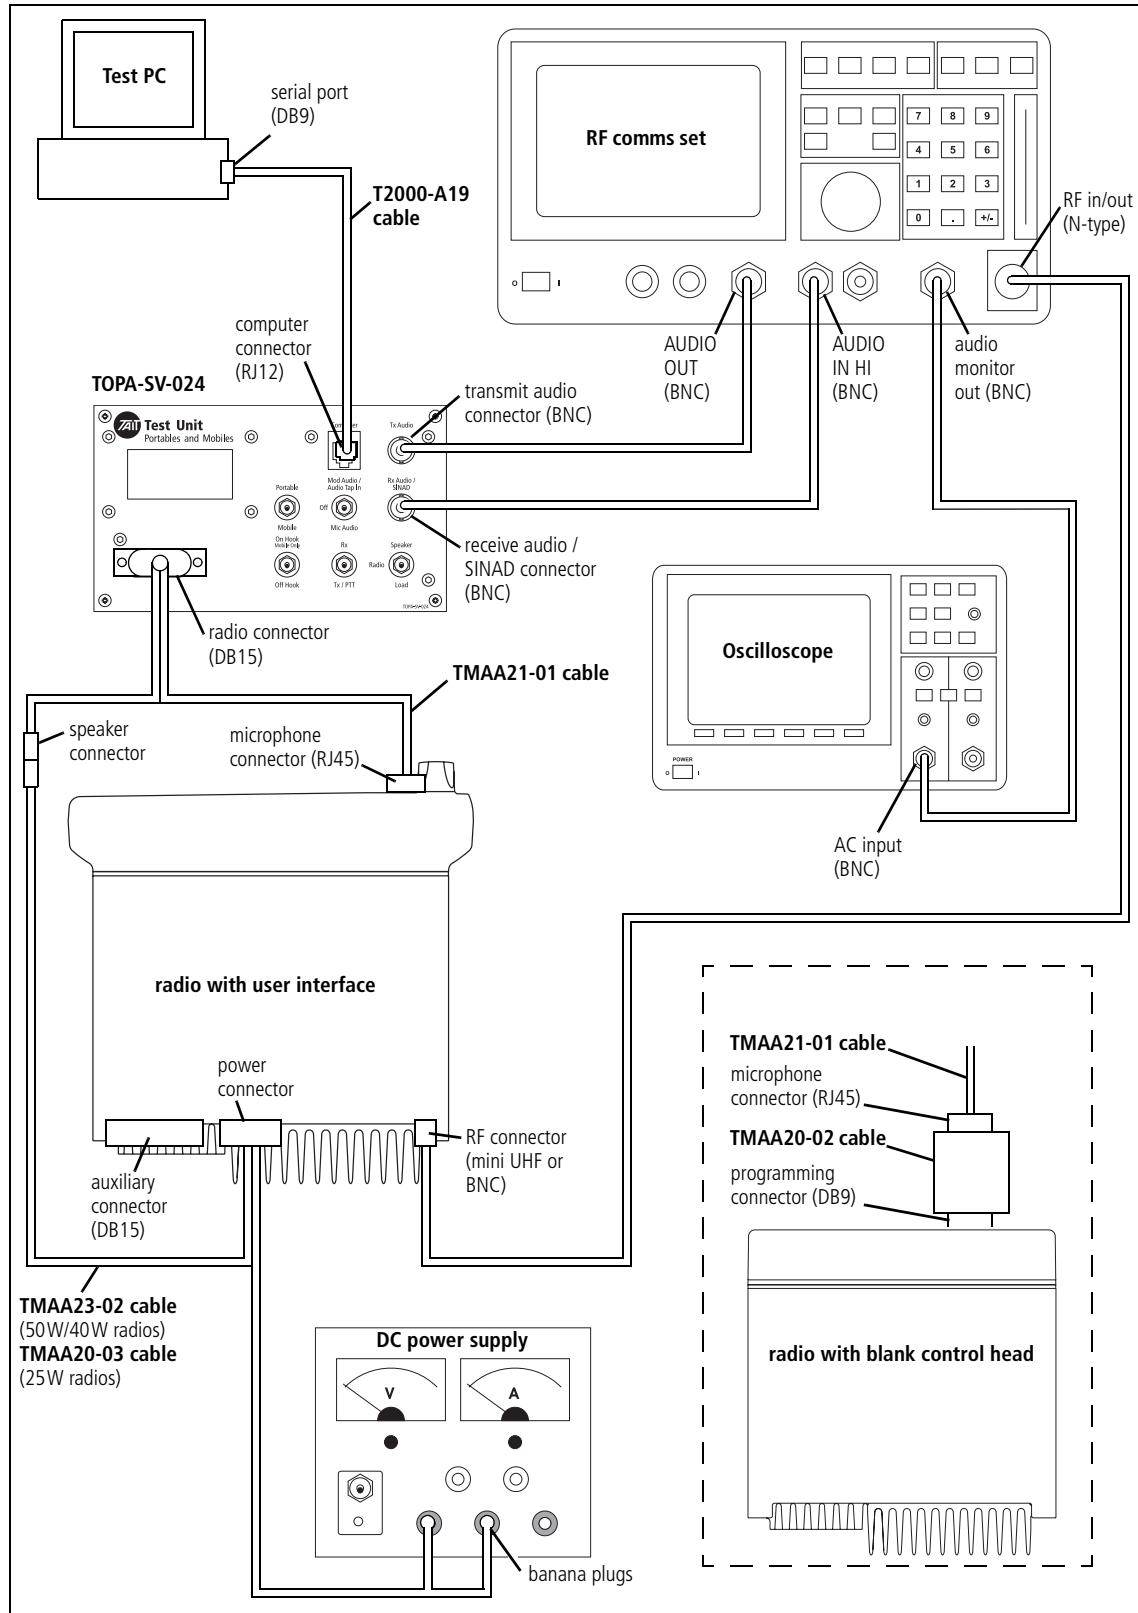 Test PC
serial port
(DB9)
T2000-A19
cable
RF comms set
7 8 9
4 5 6
1 2 3
0 . +/-
O I
RF in/out
(N-type)
computer
connector
(RJ12)
AUDIO
OUT
(BNC)
AUDIO
IN HI
(BNC)
audio
monitor
out (BNC)
TOPA-SV-024
transmit audio
connector (BNC)
TAIT Test Unit
Portables and Mobiles
Tx Audio
Portable
Mobile
Mod Audio /
Audio Tap In
Off
Mic Audio
Rx Audio /
SINAD
On Hook
Mobile Only
Off Hook
Rx
Tx / PTT
Speaker
Radio
Load
TOPA-SV-024
receive audio /
SINAD connector
(BNC)
radio connector
(DB15)
Oscilloscope
POWER
O I
AC input
(BNC)
TMAA21-01 cable
speaker
connector
microphone
connector (RJ45)
radio with user interface
power
connector
RF connector
(mini UHF or
BNC)
auxiliary
connector
(DB15)
TMAA23-02 cable
(50W/40W radios)
TMAA20-03 cable
(25W radios)
DC power supply
V
A
banana plugs
TMAA21-01 cable
microphone
connector (RJ45)
TMAA20-02 cable
programming
connector (DB9)
radio with blank control head